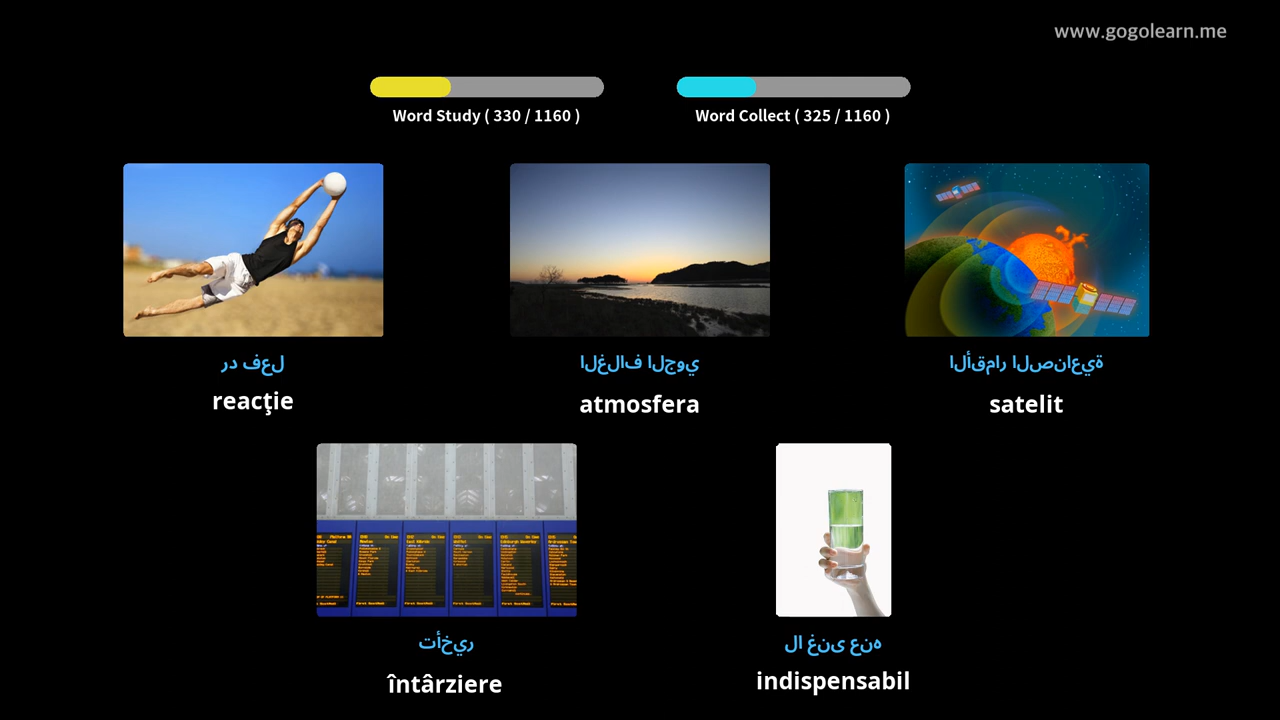 www.gogolearn.me
Word Study ( 330 / 1160 )
Word Collect ( 325 / 1160 )
رد فعل
الغلاف الجوي
الأقمار الصناعية
reacţie
atmosfera
satelit
تأخير
لا غنى عنه
întârziere
indispensabil